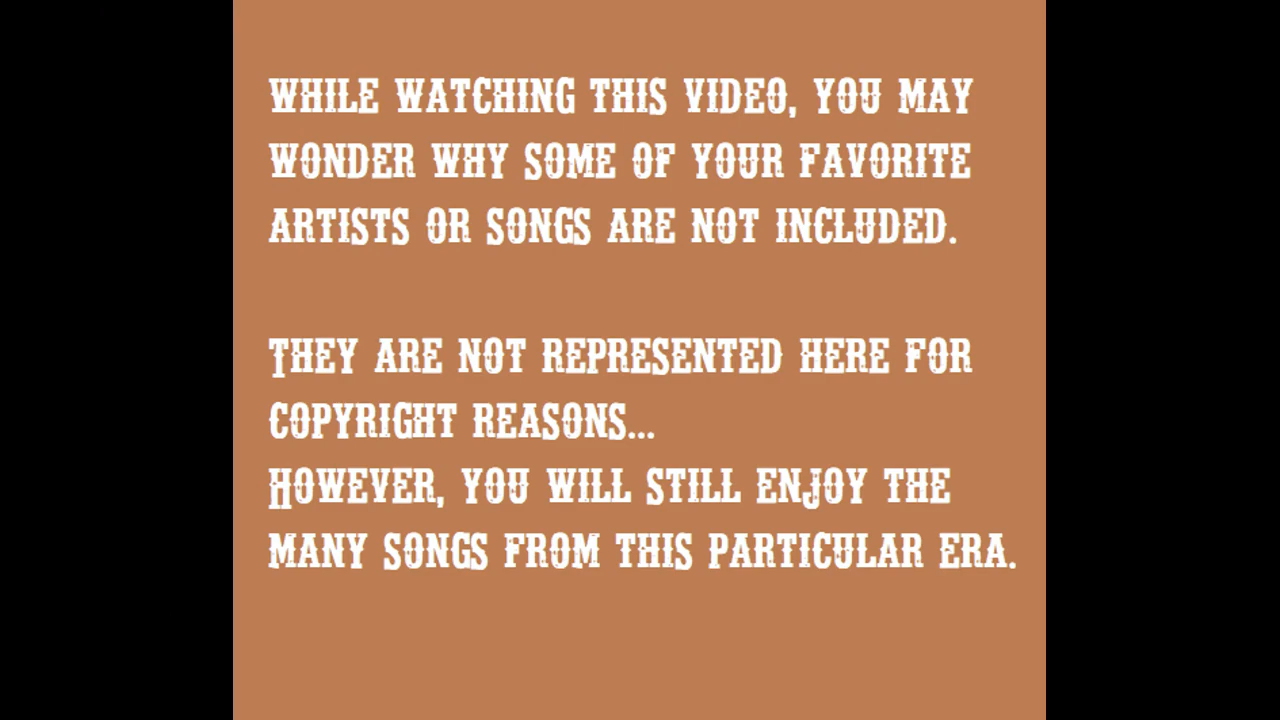 WHILE WATCHING THIS VIDEO, YOU MAY
WONDER WHY SOME OF YOUR FAVORITE
ARTISTS OR SONGS ARE NOT INCLUDED.
THEY ARE NOT REPRESENTED HERE FOR
COPYRIGHT REASONS...
HOWEVER, YOU WILL STILL ENJOY THE
MANY SONGS FROM THIS PARTICULAR ERA.